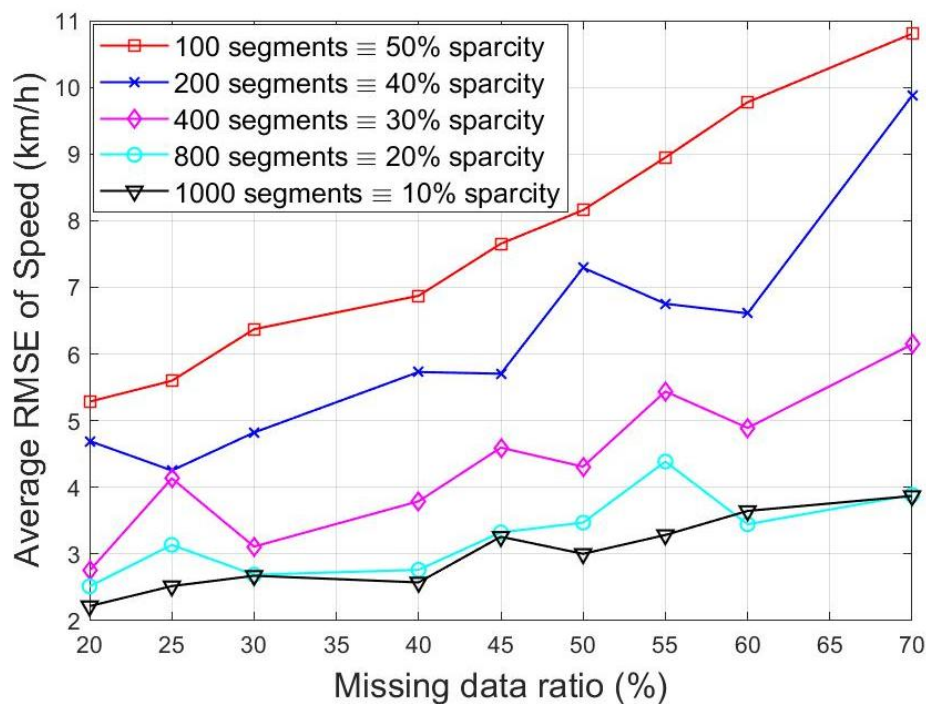 11
10
9
8
7
6
5
4
3
2
Average RMSE of Speed (km/h)
100 segments ≡ 50% sparcity
200 segments ≡ 40% sparcity
400 segments ≡ 30% sparcity
800 segments ≡ 20% sparcity
1000 segments ≡ 10% sparcity
20 25 30 35 40 45 50 55 60 65 70
Missing data ratio (%)